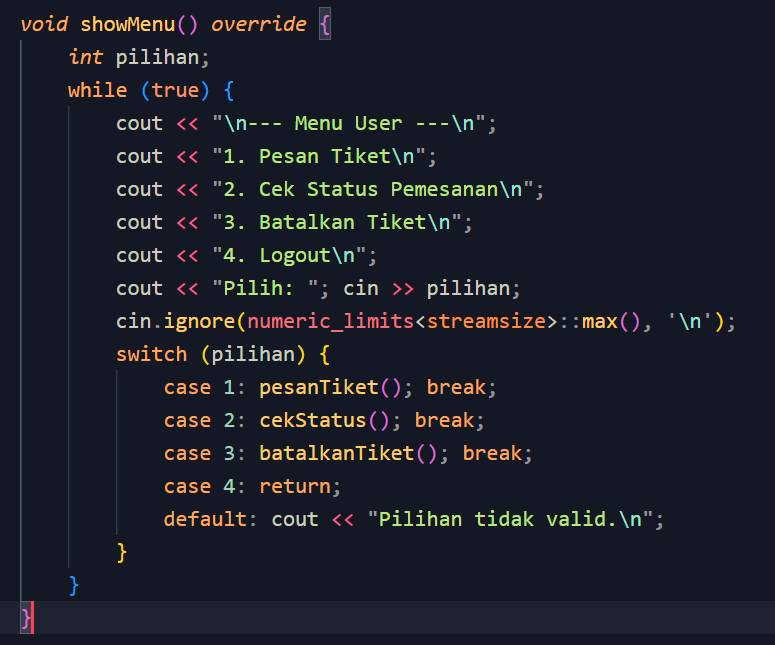 void showMenu() override {
    int pilihan;
    while (true) {
        cout << "\n--- Menu User ---\n";
        cout << "1. Pesan Tiket\n";
        cout << "2. Cek Status Pemesanan\n";
        cout << "3. Batalkan Tiket\n";
        cout << "4. Logout\n";
        cout << "Pilih: "; cin >> pilihan;
        cin.ignore(numeric_limits<streamsize>::max(), '\n');
        switch (pilihan) {
            case 1: pesanTiket(); break;
            case 2: cekStatus(); break;
            case 3: batalkanTiket(); break;
            case 4: return;
            default: cout << "Pilihan tidak valid.\n";
        }
    }
}